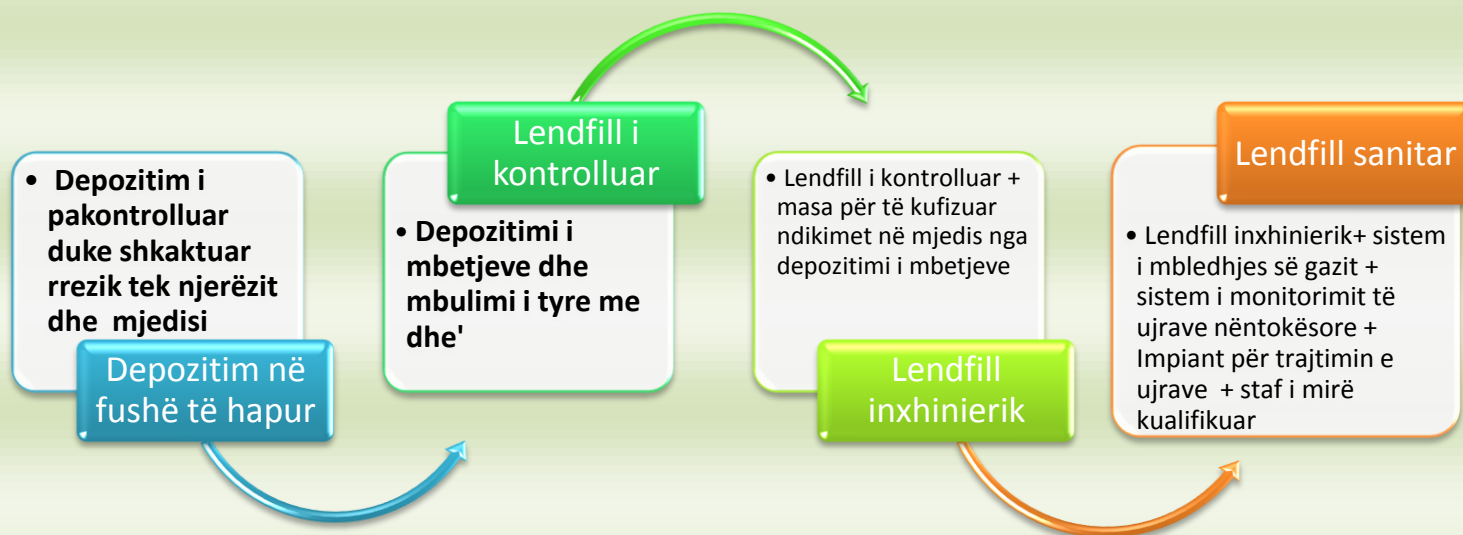 • Depozitim i
pakontrolluar
duke shkaktuar
rrezik tek njerëzit
dhe mjedisi
Depozitim në
fushë të hapur
Lendfill i
kontrolluar
• Depozitimi i
mbetjeve dhe
mbulimi i tyre me
dhe'
• Lendfill i kontrolluar +
masa për të kufizuar
ndikimet në mjedis nga
depozitimi i mbetjeve
Lendfill
inxhinierik
Lendfill sanitar
• Lendfill inxhinierik+ sistem
i mbledhjes së gazit +
sistem i monitorimit të
ujrave nëntokësore +
Impiant për trajtimin e
ujrave + staf i mirë
kualifikuar